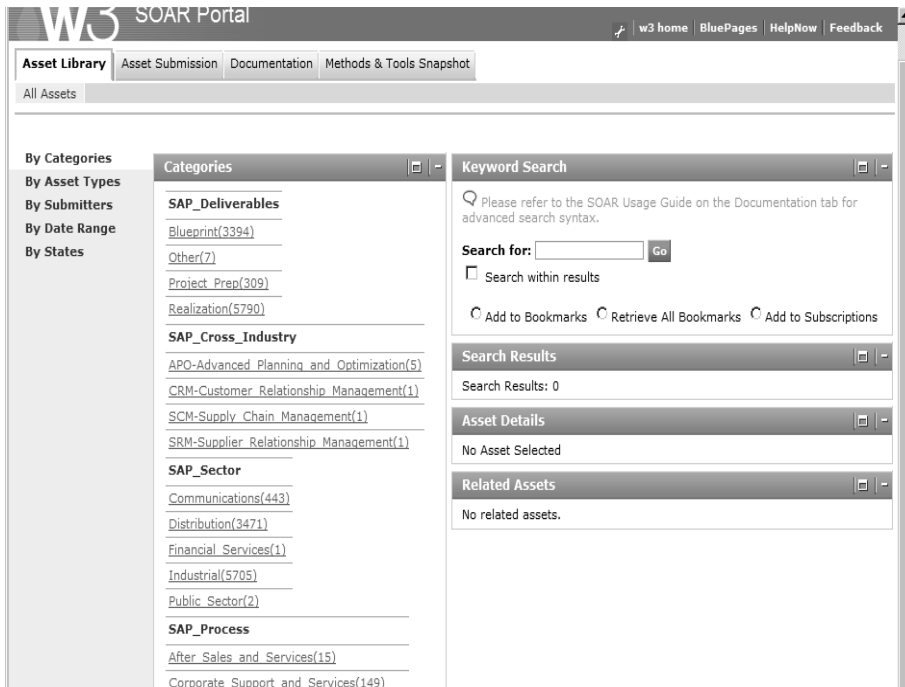 W3 SOAR Portal
w3 home BluePages HelpNow Feedback
Asset Library Asset Submission Documentation Methods & Tools Snapshot
All Assets
By Categories
By Asset Types
By Submitters
By Date Range
By States
Categories
SAP_Deliverables
Blueprint(3394)
Other(7)
Project_Prep(309)
Realization(5790)
SAP_Cross_Industry
APO-Advanced_Planning_and_Optimization(5)
CRM-Customer_Relationship_Management(1)
SCM-Supply_Chain_Management(1)
SRM-Supplier_Relationship_Management(1)
SAP_Sector
Communications(443)
Distribution(3471)
Financial_Services(1)
Industrial(5705)
Public_Sector(2)
SAP_Process
After_Sales_and_Services(15)
Corporate_Support_and_Services(149)
Keyword Search
Please refer to the SOAR Usage Guide on the Documentation tab for
advanced search syntax.
Search for: Go
Search within results
Add to Bookmarks Retrieve All Bookmarks Add to Subscriptions
Search Results
Search Results: 0
Asset Details
No Asset Selected
Related Assets
No related assets.